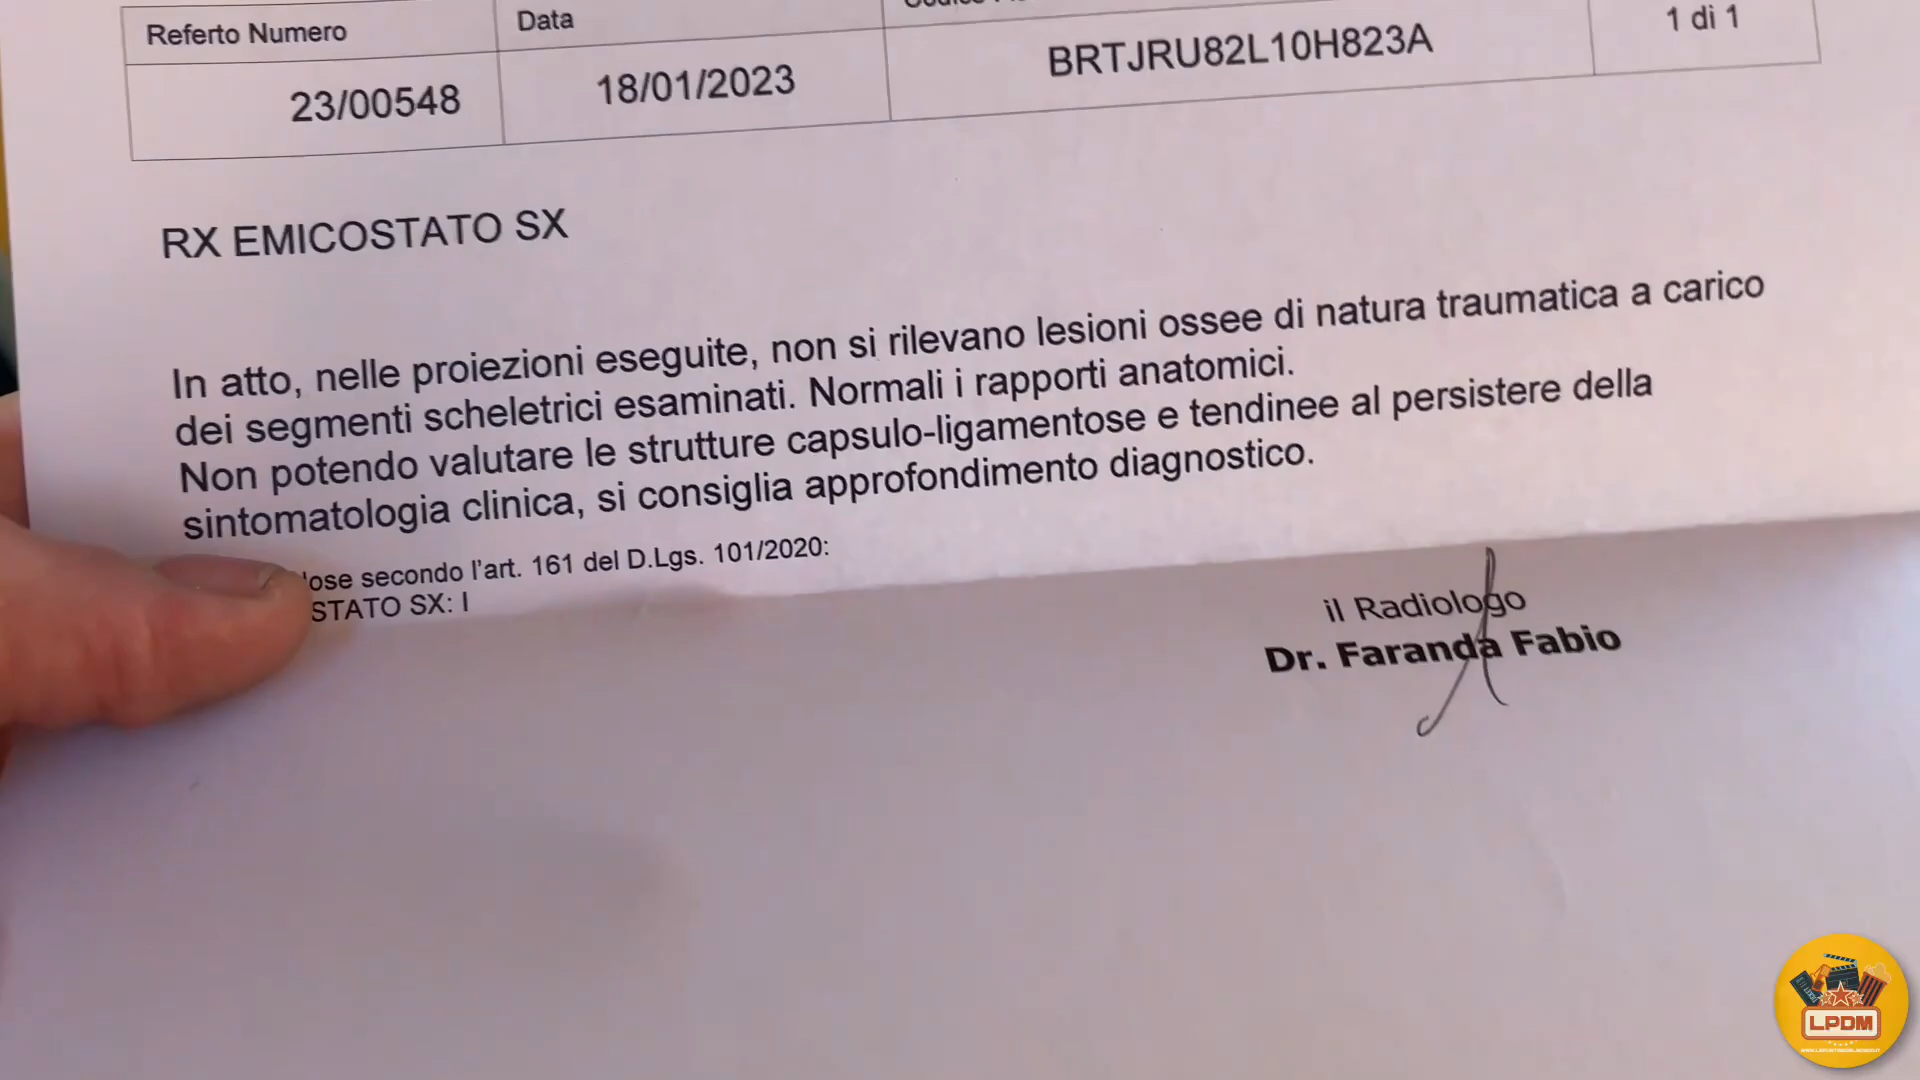 Referto Numero
Data
1 di 1
23/00548
18/01/2023
BRTJRU82L10H823A
RX EMICOSTATO SX
In atto, nelle proiezioni eseguite, non si rilevano lesioni ossee di natura traumatica a carico
dei segmenti scheletrici esaminati. Normali i rapporti anatomici.
Non potendo valutare le strutture capsulo-ligamentose e tendinee al persistere della
sintomatologia clinica, si consiglia approfondimento diagnostico.
secondo l'art. 161 del D.Lgs. 101/2020:
STATO SX: I
il Radiologo
Dr. Faranda Fabio
LPDM